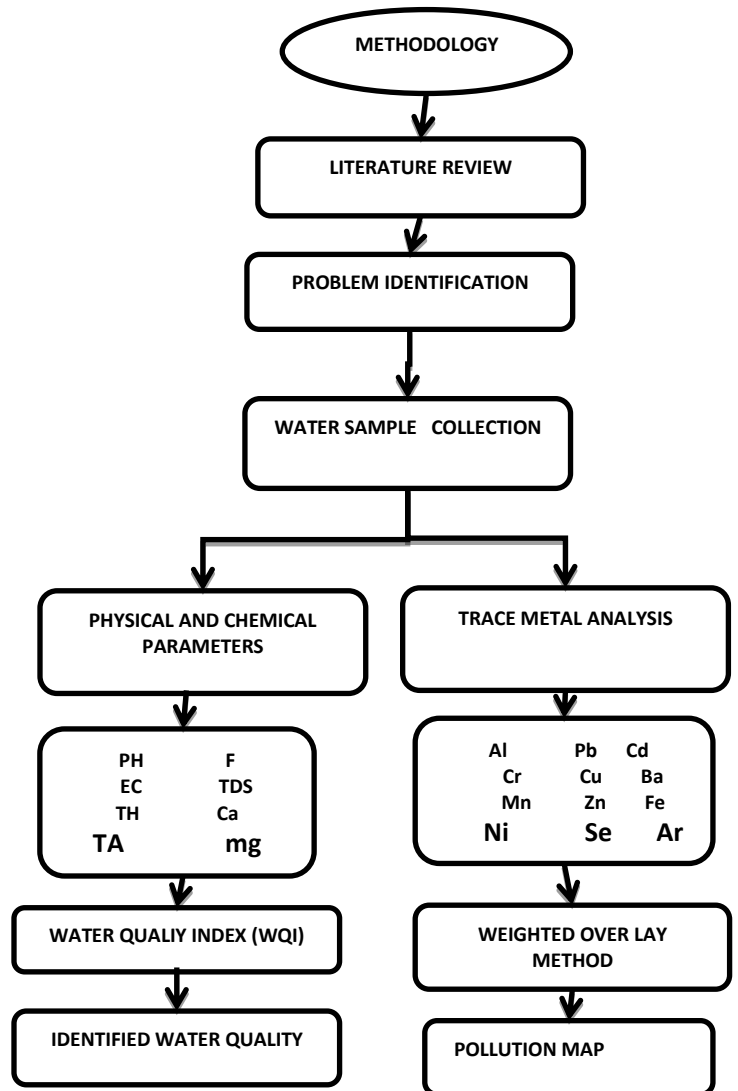 METHODOLOGY
LITERATURE REVIEW
PROBLEM IDENTIFICATION
WATER SAMPLE COLLECTION
PHYSICAL AND CHEMICAL
PARAMETERS
PH F
EC TDS
TH Ca
TA mg
WATER QUALIY INDEX (WQI)
IDENTIFIED WATER QUALITY
TRACE METAL ANALYSIS
Al Pb Cd
Cr Cu Ba
Mn Zn Fe
Ni Se Ar
WEIGHTED OVER LAY
METHOD
POLLUTION MAP